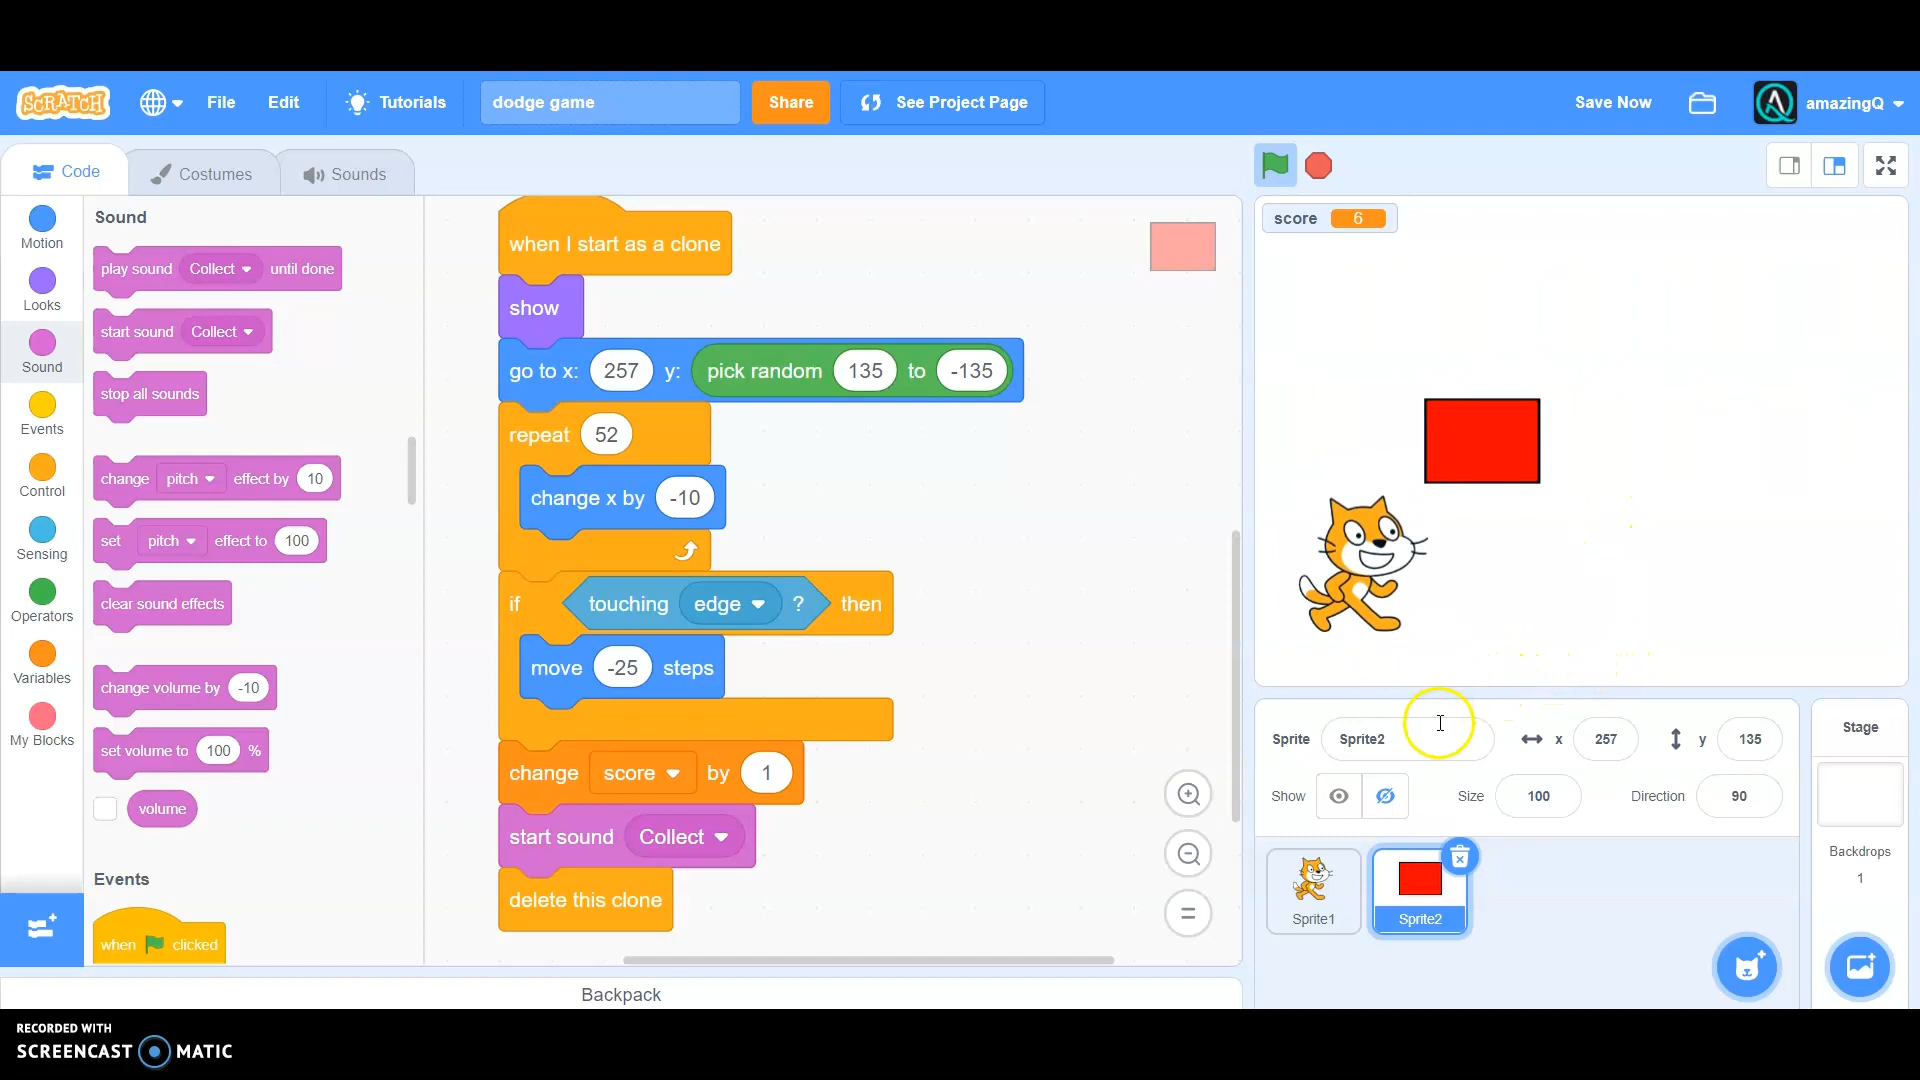 SCRATCH File Edit Tutorials dodge game Share See Project Page Save Now amazingQ
Code Costumes Sounds
Motion
Looks
Sound
Events
Control
Sensing
Operators
Variables
My Blocks
Sound
play sound Collect until done
start sound Collect
stop all sounds
change pitch effect by 10
set pitch effect to 100
clear sound effects
change volume by -10
set volume to 100 %
volume
Events
when clicked
when I start as a clone
show
go to x: 257 y: pick random 135 to -135
repeat 52
change x by -10
if touching edge ? then
move -25 steps
change score by 1
start sound Collect
delete this clone
Backpack
score 6
Sprite Sprite2 x 257 y 135
Show Size 100 Direction 90
Sprite1 Sprite2
Stage
Backdrops
1
RECORDED WITH
SCREENCAST MATIC